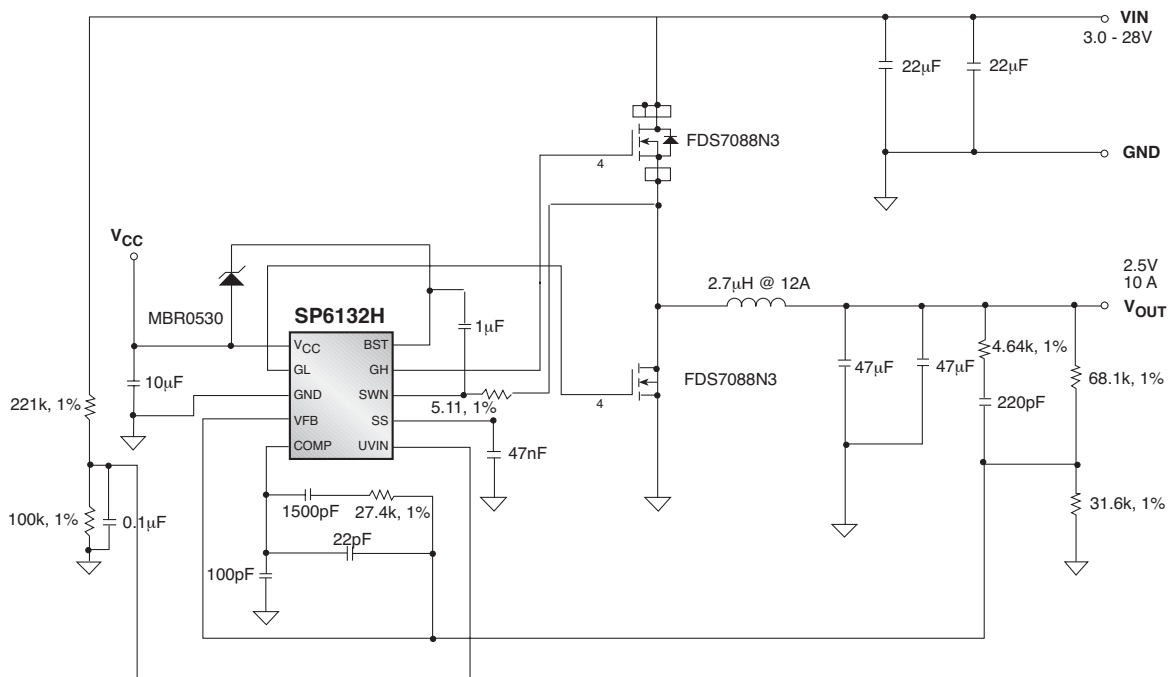 VIN
3.0 - 28V
22µF
22µF
FDS7088N3
4
GND
VCC
2.5V
10 A
2.7µH @ 12A
VOUT
MBR0530
SP6132H
1µF
VCC
BST
GL
GH
GND
SWN
VFB
SS
COMP
UVIN
10µF
5.11, 1%
FDS7088N3
4
47µF
47µF
4.64k, 1%
68.1k, 1%
220pF
221k, 1%
47nF
1500pF
27.4k, 1%
31.6k, 1%
100k, 1%
0.1µF
22pF
100pF